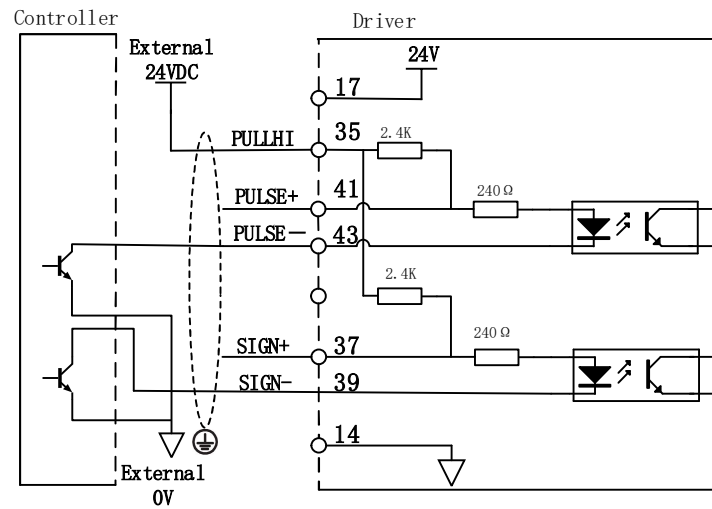 Controller
Driver
External
24VDC
24V
17
PULLHI
35
2.4K
PULSE+
41
240Ω
PULSE-
43
2.4K
SIGN+
37
240Ω
SIGN-
39
14
External
0V